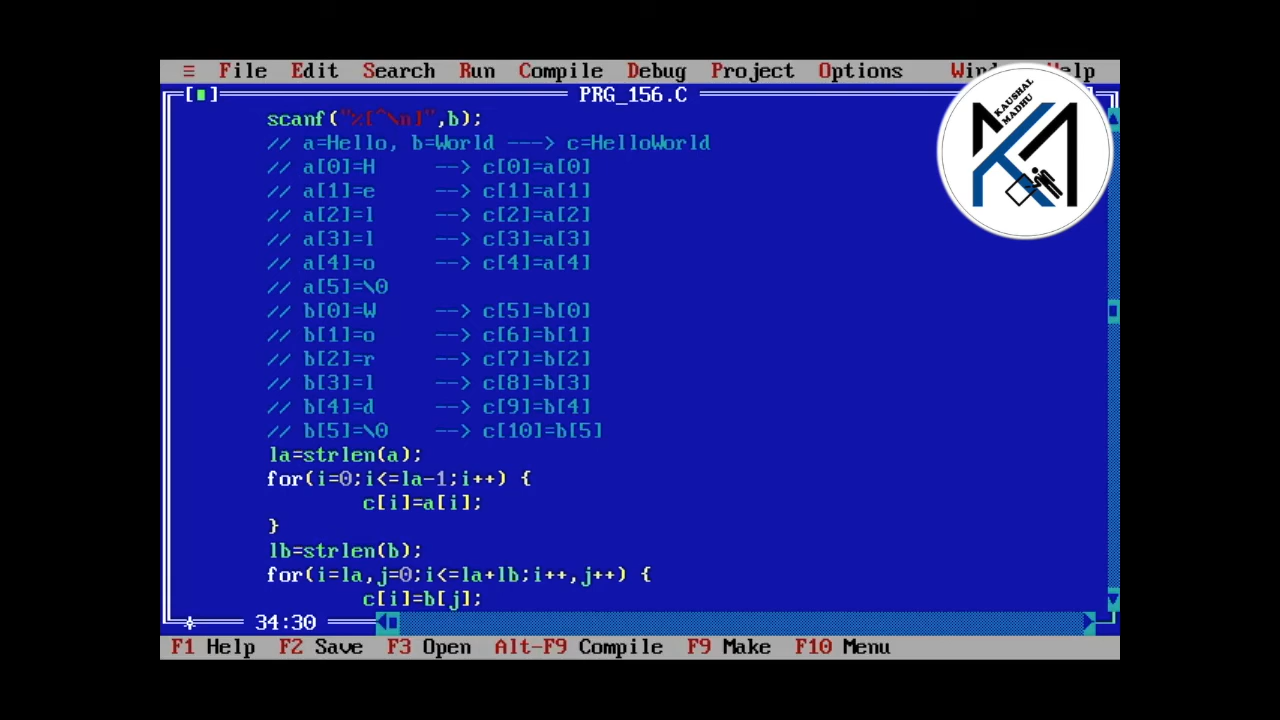 ≡ File Edit Search Run Compile Debug Project Options Wind Help
PRG_156.C
KAUSHAL
MADHU
scanf("%[^\n]",b);
// a=Hello, b=World ---> c=HelloWorld
// a[0]=H --> c[0]=a[0]
// a[1]=e --> c[1]=a[1]
// a[2]=l --> c[2]=a[2]
// a[3]=l --> c[3]=a[3]
// a[4]=o --> c[4]=a[4]
// a[5]=\0
// b[0]=W --> c[5]=b[0]
// b[1]=o --> c[6]=b[1]
// b[2]=r --> c[7]=b[2]
// b[3]=l --> c[8]=b[3]
// b[4]=d --> c[9]=b[4]
// b[5]=\0 --> c[10]=b[5]
la=strlen(a);
for(i=0;i<=la-1;i++) {
c[i]=a[i];
}
lb=strlen(b);
for(i=la,j=0;i<=la+lb;i++,j++) {
c[i]=b[j];
34:30
F1 Help F2 Save F3 Open Alt-F9 Compile F9 Make F10 Menu